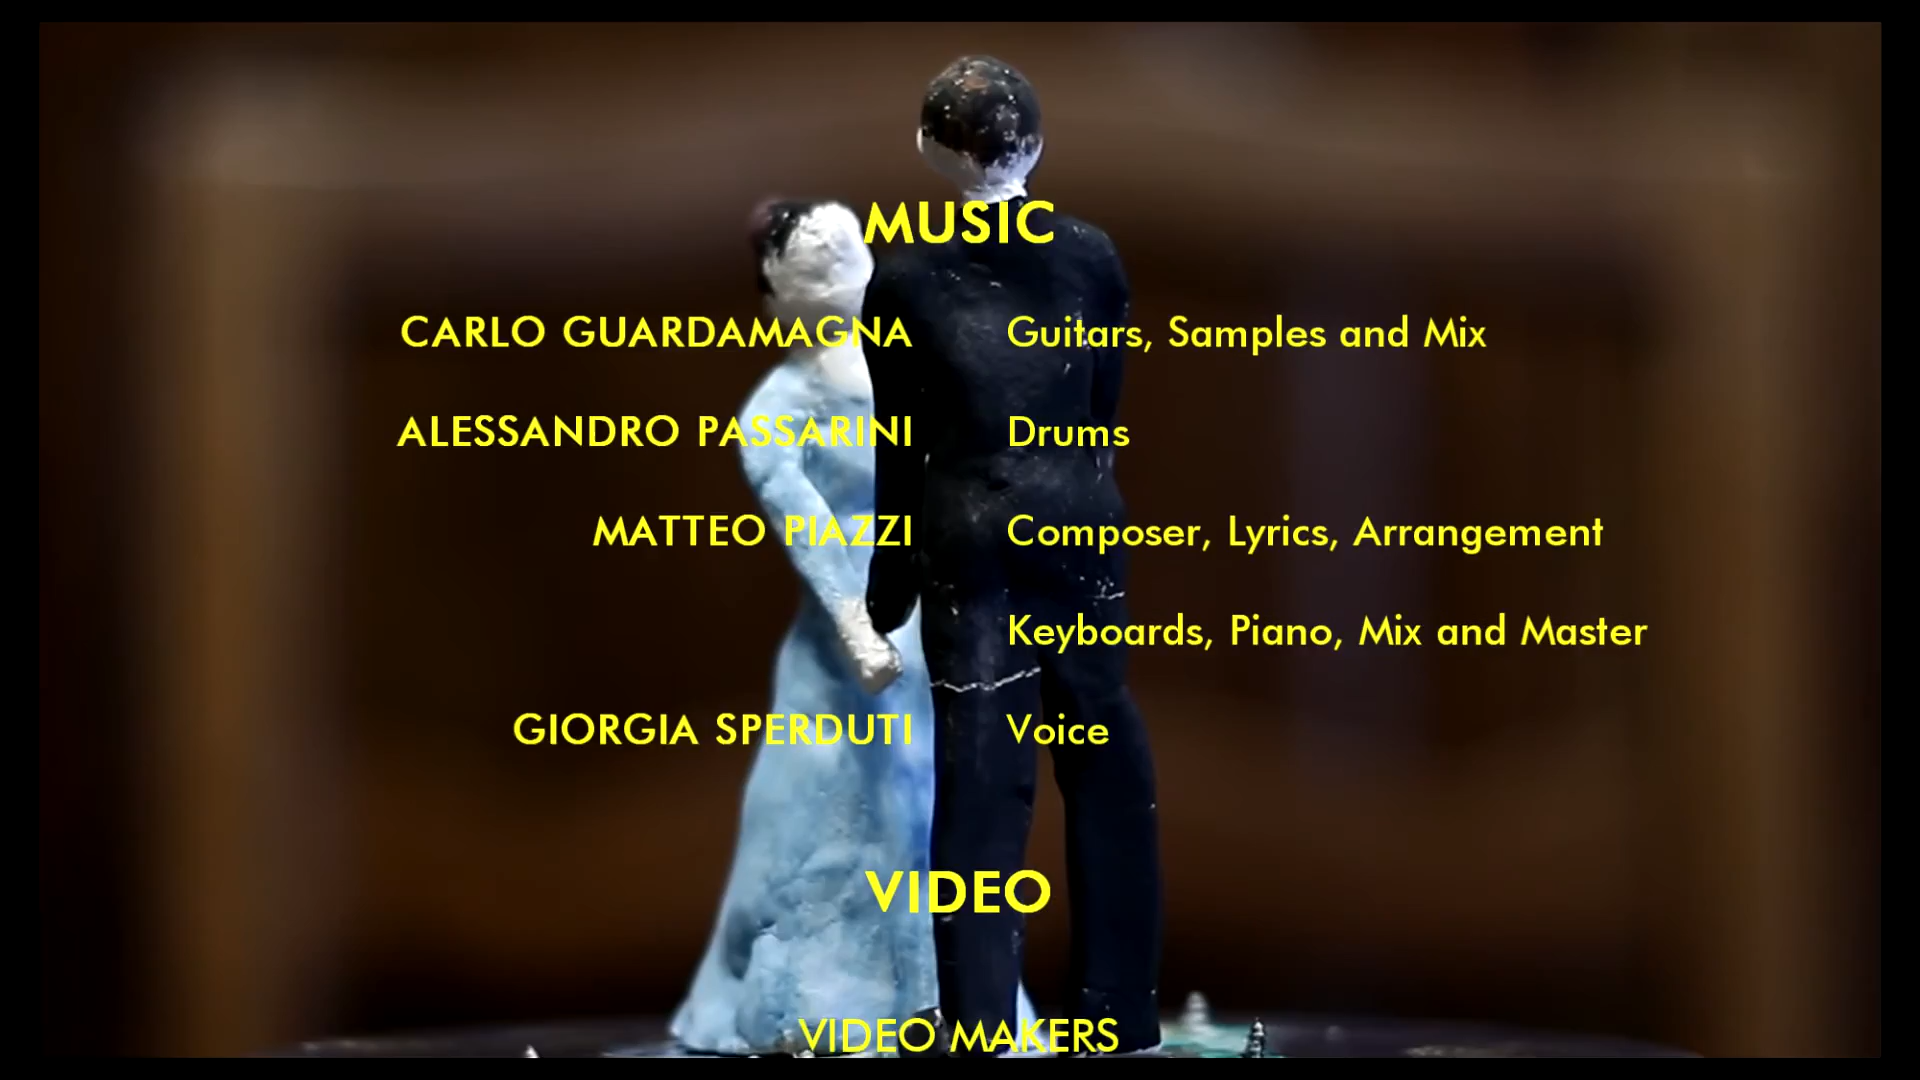 MUSIC
CARLO GUARDAMAGNA Guitars, Samples and Mix
ALESSANDRO PASSARINI Drums
MATTEO PIAZZI Composer, Lyrics, Arrangement
Keyboards, Piano, Mix and Master
GIORGIA SPERDUTI Voice
VIDEO
VIDEO MAKERS